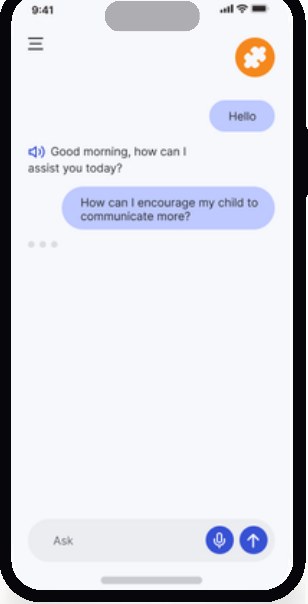 9:41
Hello
Good morning, how can I
assist you today?
How can I encourage my child to
communicate more?
Ask